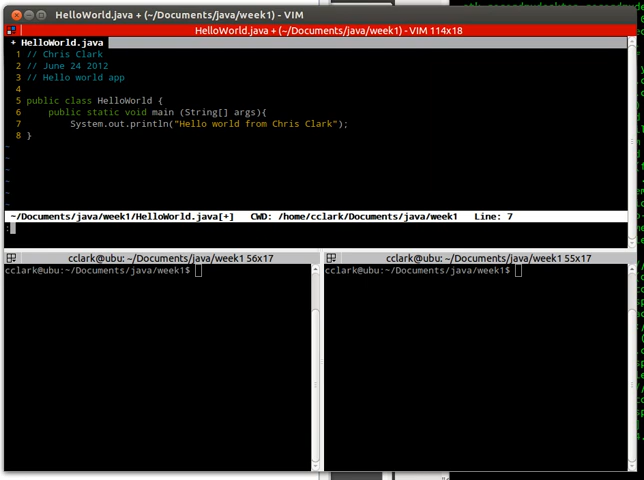 HelloWorld.java + (~/Documents/java/week1) - VIM
HelloWorld.java + (~/Documents/java/week1) - VIM 114x18
+ HelloWorld.java
1 // Chris Clark
2 // June 24 2012
3 // Hello world app
4
5 public class HelloWorld {
6 public static void main (String[] args){
7 System.out.println("Hello world from Chris Clark");
8 }
~
~
~
~
~
~/Documents/java/week1/HelloWorld.java[+] CWD: /home/cclark/Documents/java/week1 Line: 7
:
cclark@ubu: ~/Documents/java/week1 56x17
cclark@ubu:~/Documents/java/week1$
cclark@ubu: ~/Documents/java/week1 55x17
cclark@ubu:~/Documents/java/week1$